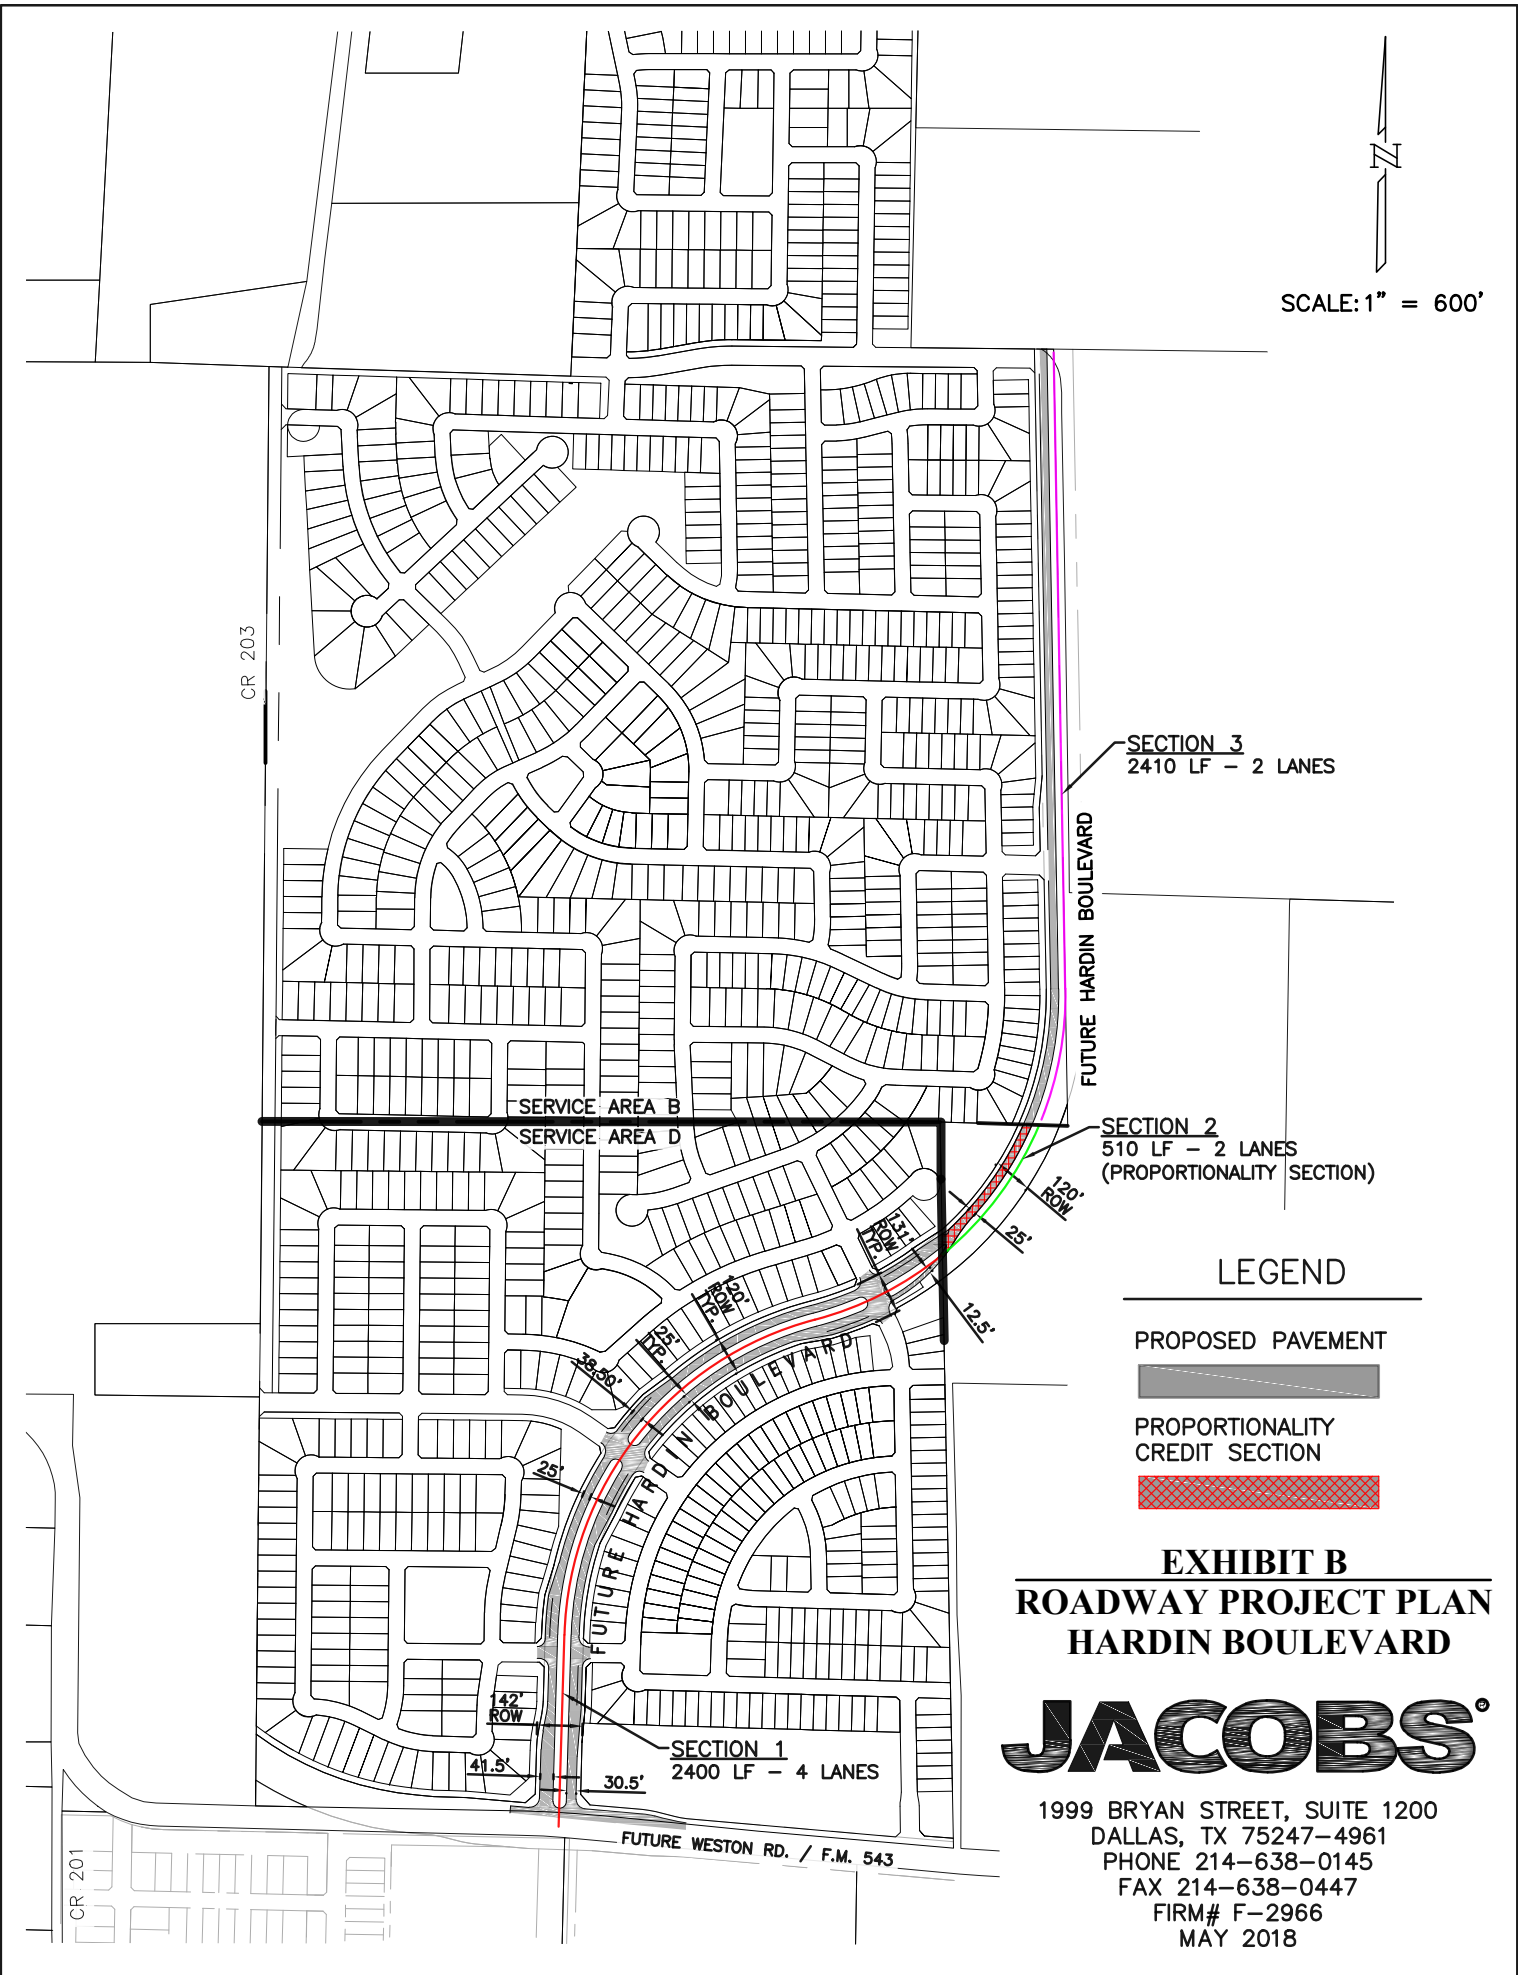 N
SCALE: 1" = 600'
CR 203
SECTION 3
2410 LF - 2 LANES
FUTURE HARDIN BOULEVARD
SERVICE AREA B
SERVICE AREA D
SECTION 2
510 LF - 2 LANES
(PROPORTIONALITY SECTION)
120'
ROW
25'
131'
ROW
TYP.
12.5'
120'
ROW
TYP.
25'
TYP.
38.50'
25'
FUTURE HARDIN BOULEVARD
142'
ROW
41.5'
30.5'
SECTION 1
2400 LF - 4 LANES
FUTURE WESTON RD. / F.M. 543
CR 201
LEGEND
PROPOSED PAVEMENT
PROPORTIONALITY
CREDIT SECTION
EXHIBIT B
ROADWAY PROJECT PLAN
HARDIN BOULEVARD
JACOBS®
1999 BRYAN STREET, SUITE 1200
DALLAS, TX 75247-4961
PHONE 214-638-0145
FAX 214-638-0447
FIRM# F-2966
MAY 2018